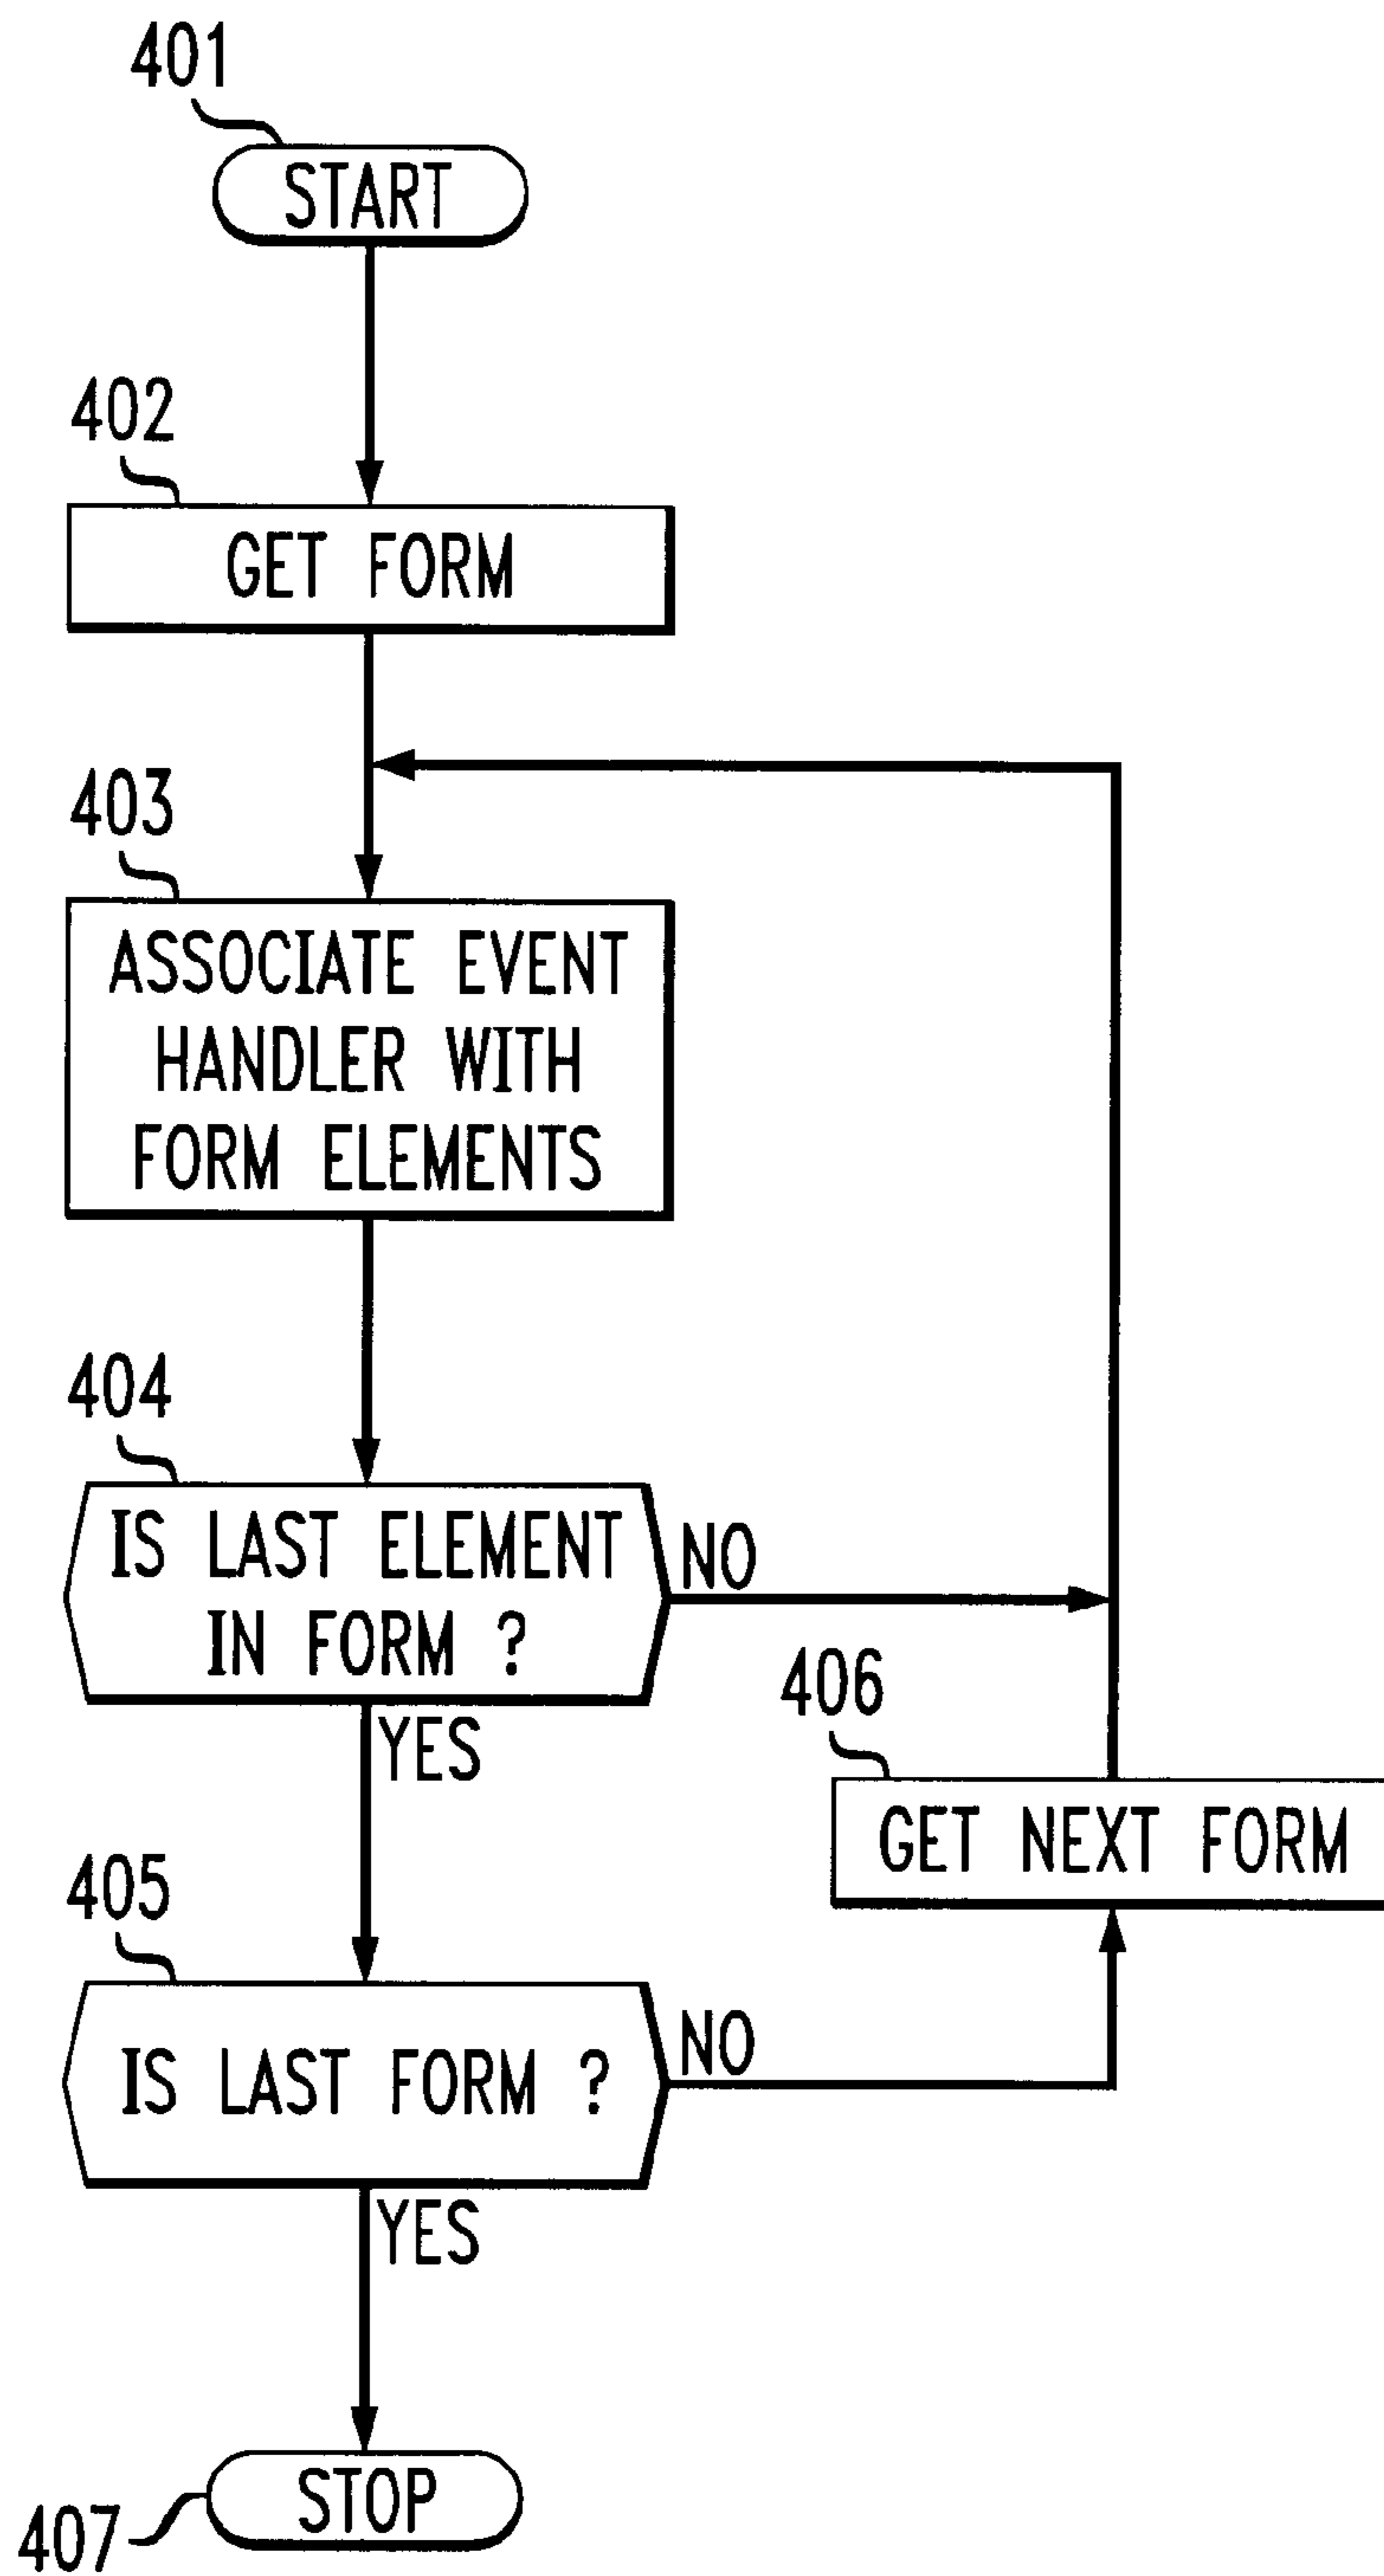 401
START
402
GET FORM
403
ASSOCIATE EVENT
HANDLER WITH
FORM ELEMENTS
404
IS LAST ELEMENT
IN FORM ?
NO
YES
406
GET NEXT FORM
405
IS LAST FORM ?
NO
YES
STOP
407